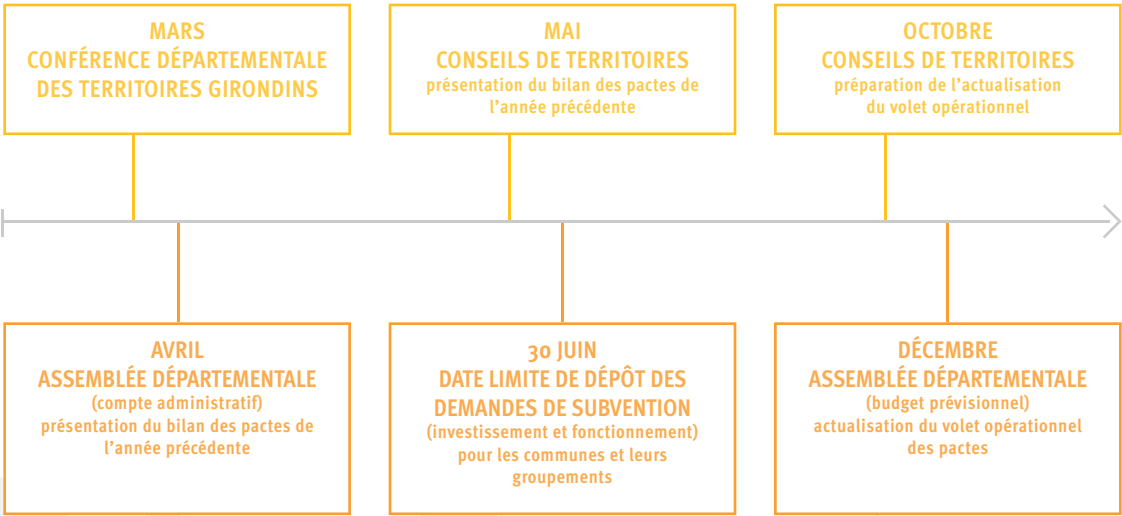 MARS
CONFÉRENCE DÉPARTEMENTALE
DES TERRITOIRES GIRONDINS
MAI
CONSEILS DE TERRITOIRES
présentation du bilan des pactes de
l’année précédente
OCTOBRE
CONSEILS DE TERRITOIRES
préparation de l’actualisation
du volet opérationnel
AVRIL
ASSEMBLÉE DÉPARTEMENTALE
(compte administratif)
présentation du bilan des pactes de
l’année précédente
30 JUIN
DATE LIMITE DE DÉPÔT DES
DEMANDES DE SUBVENTION
(investissement et fonctionnement)
pour les communes et leurs
groupements
DÉCEMBRE
ASSEMBLÉE DÉPARTEMENTALE
(budget prévisionnel)
actualisation du volet opérationnel
des pactes